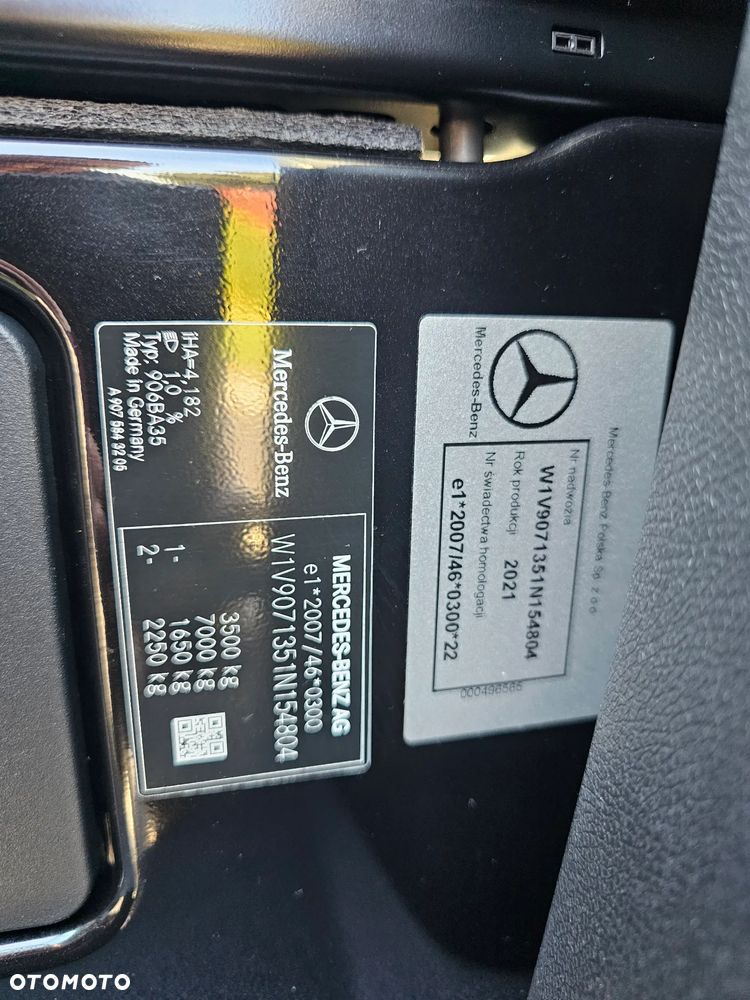 Mercedes-Benz
iHA=4,182
1,0 %
Typ: 906BA35
Made in Germany
A 907 584 32 05
MERCEDES-BENZ AG
e1*2007/46*0300
W1V9071351N154804
3500 kg
7000 kg
1- 1650 kg
2- 2250 kg
Mercedes-Benz
Mercedes-Benz Polska Sp. z o.o
Nr nadwozia
W1V9071351N154804
Rok produkcji 2021
Nr świadectwa homologacji
e1*2007/46*0300*22
000496566
OTOMOTO